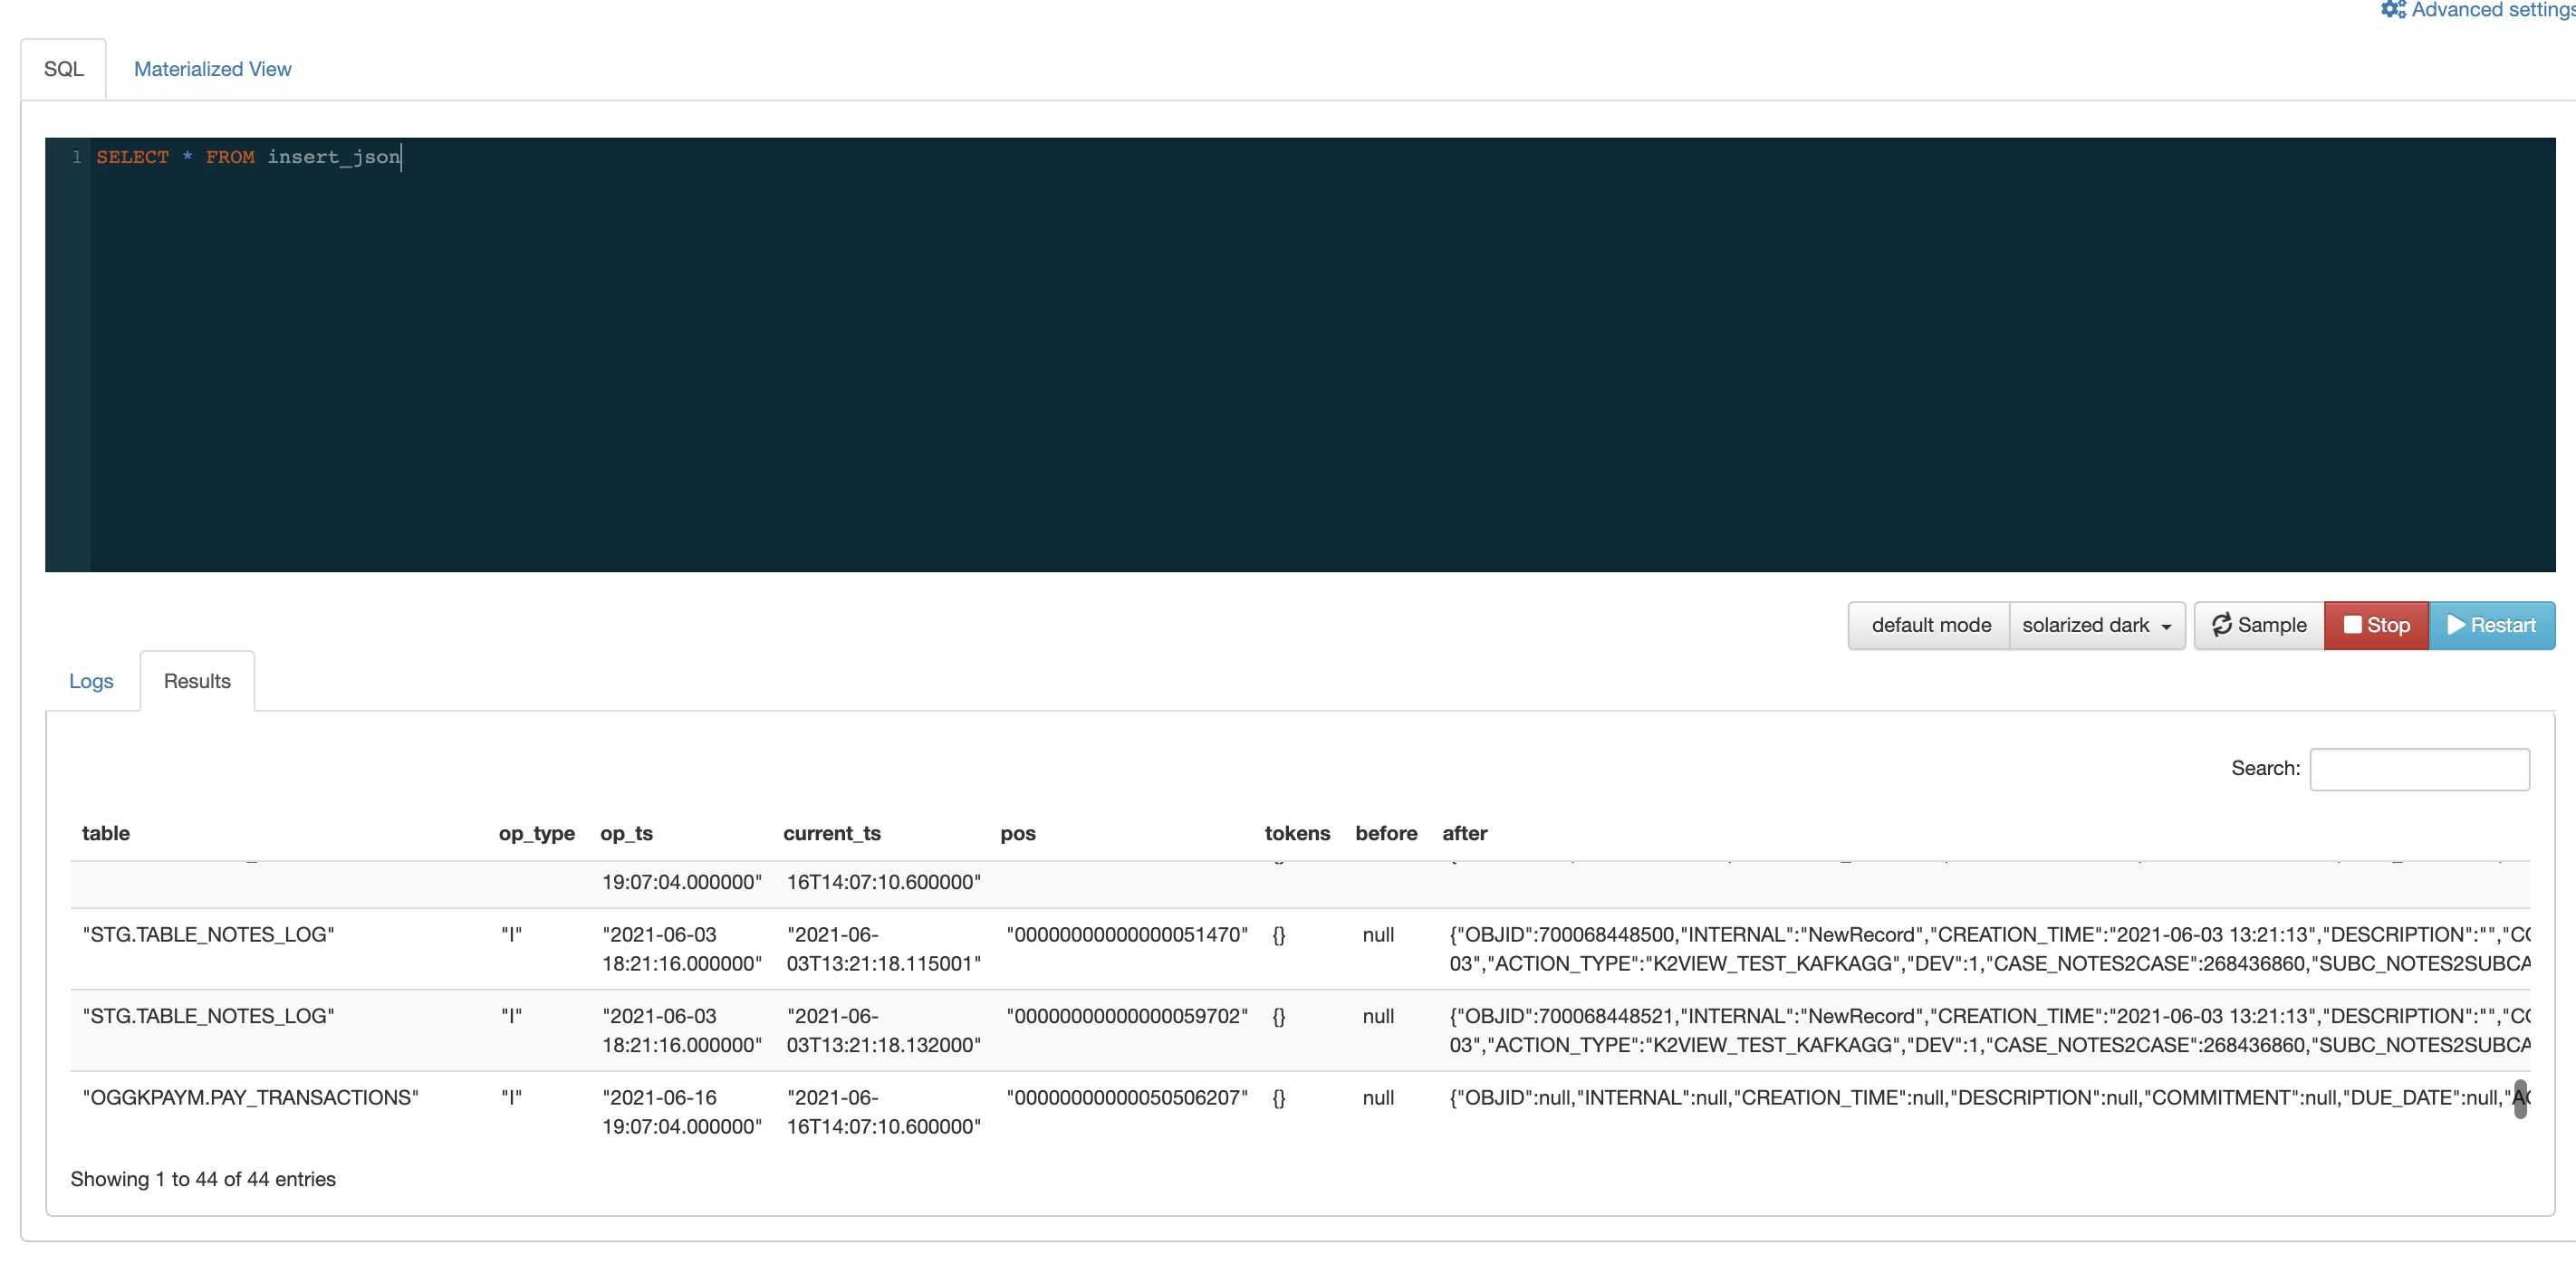 Advanced settings
SQL Materialized View
1 SELECT * FROM insert_json
default mode solarized dark Sample Stop Restart
Logs Results
Search:
table op_type op_ts current_ts pos tokens before after
19:07:04.000000" 16T14:07:10.600000"
"STG.TABLE_NOTES_LOG" "I" "2021-06-03 "2021-06- "00000000000000051470" {} null {"OBJID":700068448500,"INTERNAL":"NewRecord","CREATION_TIME":"2021-06-03 13:21:13","DESCRIPTION":"","CO
18:21:16.000000" 03T13:21:18.115001" 03","ACTION_TYPE":"K2VIEW_TEST_KAFKAGG","DEV":1,"CASE_NOTES2CASE":268436860,"SUBC_NOTES2SUBCA
"STG.TABLE_NOTES_LOG" "I" "2021-06-03 "2021-06- "00000000000000059702" {} null {"OBJID":700068448521,"INTERNAL":"NewRecord","CREATION_TIME":"2021-06-03 13:21:13","DESCRIPTION":"","CO
18:21:16.000000" 03T13:21:18.132000" 03","ACTION_TYPE":"K2VIEW_TEST_KAFKAGG","DEV":1,"CASE_NOTES2CASE":268436860,"SUBC_NOTES2SUBCA
"OGGKPAYM.PAY_TRANSACTIONS" "I" "2021-06-16 "2021-06- "00000000000050506207" {} null {"OBJID":null,"INTERNAL":null,"CREATION_TIME":null,"DESCRIPTION":null,"COMMITMENT":null,"DUE_DATE":null,"AC
19:07:04.000000" 16T14:07:10.600000"
Showing 1 to 44 of 44 entries